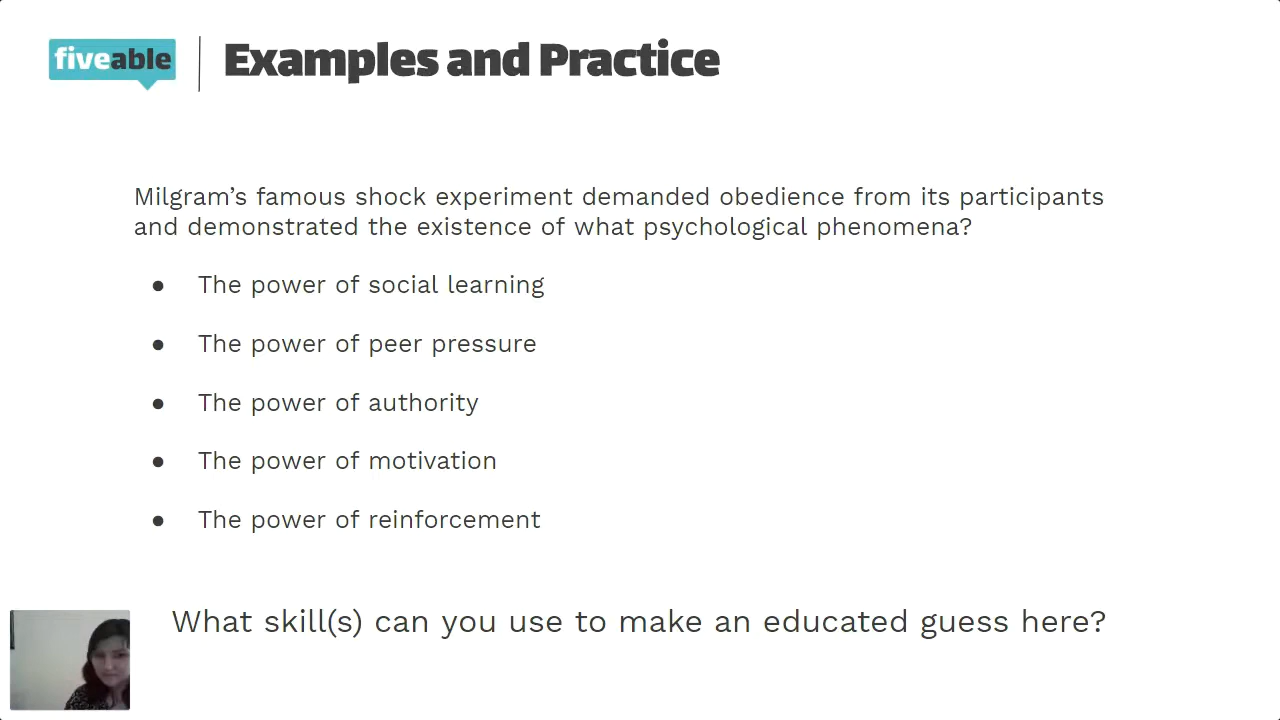 fiveable
Examples and Practice
Milgram’s famous shock experiment demanded obedience from its participants
and demonstrated the existence of what psychological phenomena?
● The power of social learning
● The power of peer pressure
● The power of authority
● The power of motivation
● The power of reinforcement
What skill(s) can you use to make an educated guess here?